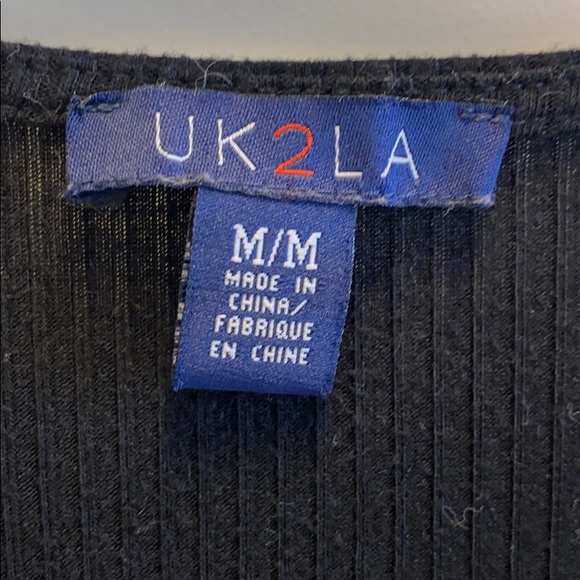 UK2LA
M/M
MADE IN
CHINA/
FABRIQUE
EN CHINE